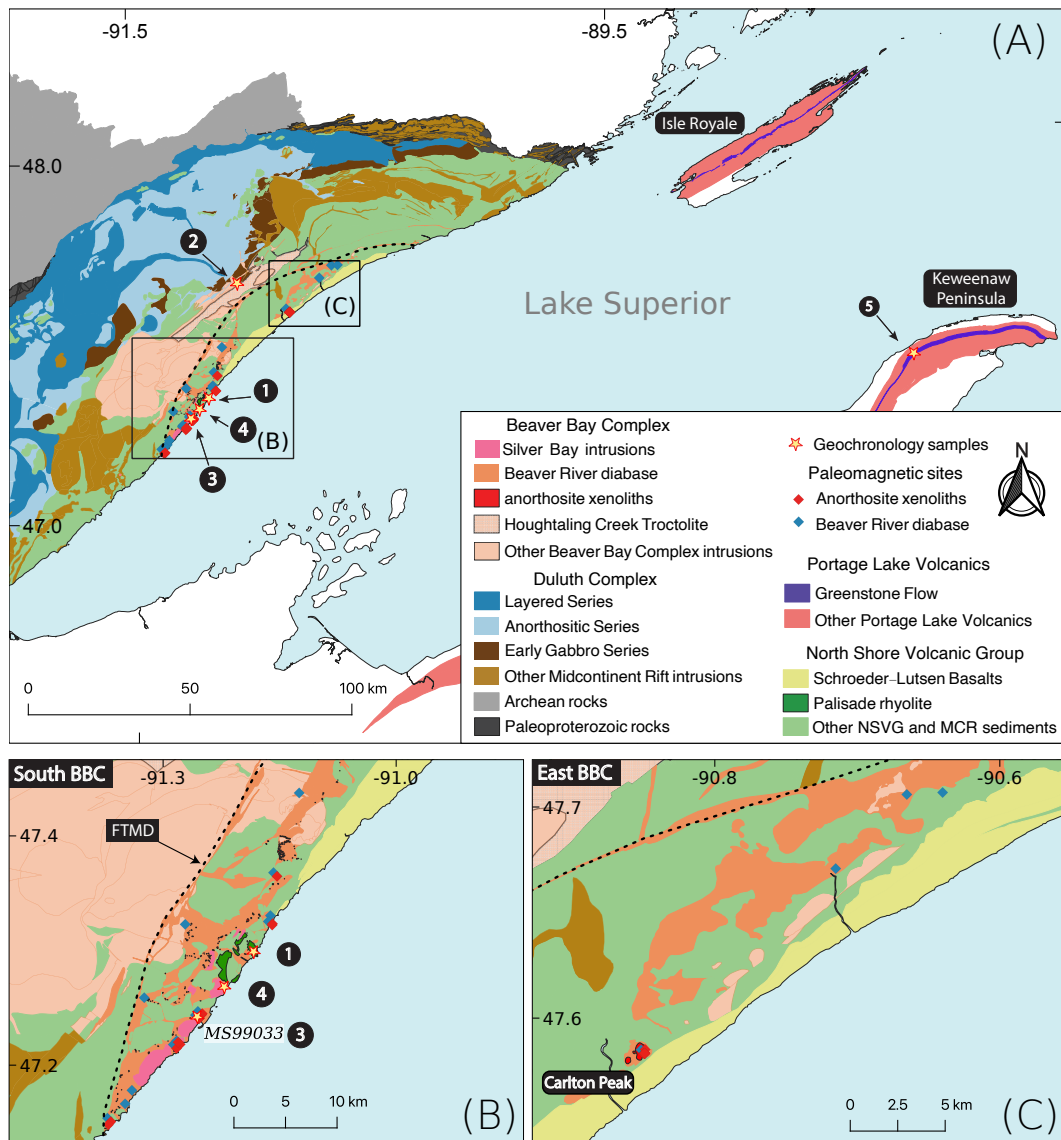 -91.5
-89.5
(A)
Isle Royale
48.0
2
Keweenaw
Peninsula
(C)
Lake Superior
5
1
4
(B)
3
47.0
Beaver Bay Complex
Silver Bay intrusions
Beaver River diabase
anorthosite xenoliths
Houghtaling Creek Troctolite
Other Beaver Bay Complex intrusions
Duluth Complex
Layered Series
Anorthositic Series
Early Gabbro Series
Other Midcontinent Rift intrusions
Archean rocks
Paleoproterozoic rocks
Geochronology samples
Paleomagnetic sites
Anorthosite xenoliths
Beaver River diabase
N
Portage Lake Volcanics
Greenstone Flow
Other Portage Lake Volcanics
North Shore Volcanic Group
Schroeder–Lutsen Basalts
Palisade rhyolite
Other NSVG and MCR sediments
0 50 100 km
South BBC
-91.3
-91.0
47.4
FTMD
1
4
MS99033 3
47.2
0 5 10 km
(B)
East BBC
-90.8
-90.6
47.7
47.6
Carlton Peak
0 2.5 5 km
(C)